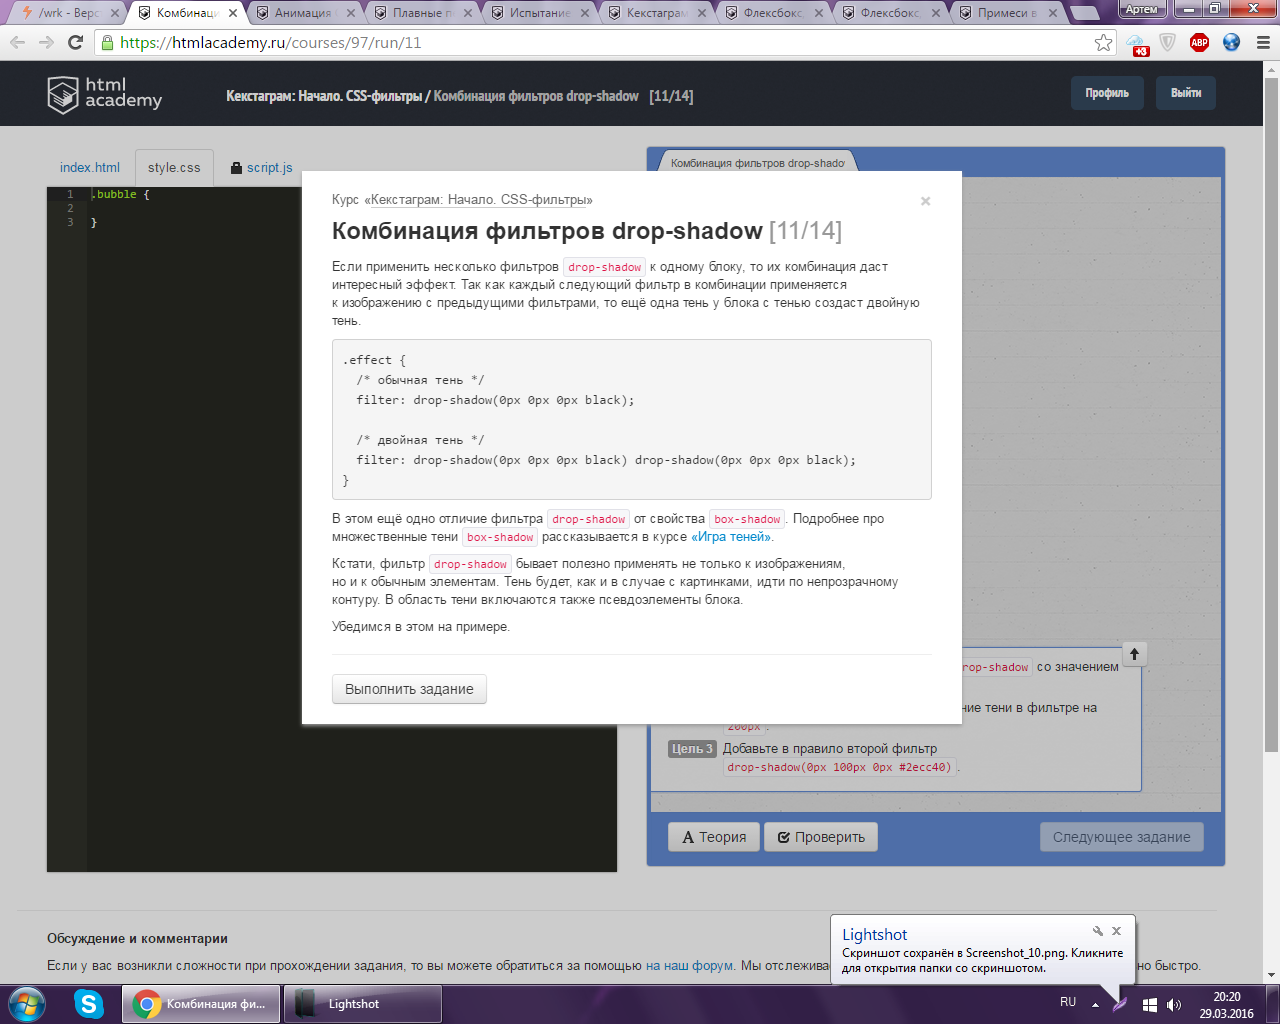 /wrk - Верс
Комбинаци
Анимация
Плавные п
Испытание
Кекстаграм
Флексбокс,
Флексбокс,
Примеси в
Артем
https://htmlacademy.ru/courses/97/run/11
+3
ABP
html
academy
Кекстаграм: Начало. CSS-фильтры / Комбинация фильтров drop-shadow [11/14]
Профиль
Выйти
index.html
style.css
script.js
Комбинация фильтров drop-shado
1 .bubble {
2
3 }
Курс «Кекстаграм: Начало. CSS-фильтры»
×
Комбинация фильтров drop-shadow [11/14]
Если применить несколько фильтров drop-shadow к одному блоку, то их комбинация даст
интересный эффект. Так как каждый следующий фильтр в комбинации применяется
к изображению с предыдущими фильтрами, то ещё одна тень у блока с тенью создаст двойную
тень.
.effect {
/* обычная тень */
filter: drop-shadow(0px 0px 0px black);
/* двойная тень */
filter: drop-shadow(0px 0px 0px black) drop-shadow(0px 0px 0px black);
}
В этом ещё одно отличие фильтра drop-shadow от свойства box-shadow. Подробнее про
множественные тени box-shadow рассказывается в курсе «Игра теней».
Кстати, фильтр drop-shadow бывает полезно применять не только к изображениям,
но и к обычным элементам. Тень будет, как и в случае с картинками, идти по непрозрачному
контуру. В область тени включаются также псевдоэлементы блока.
Убедимся в этом на примере.
Выполнить задание
rop-shadow со значением
ние тени в фильтре на
200px.
Цель 3 Добавьте в правило второй фильтр
drop-shadow(0px 100px 0px #2ecc40).
Теория
Проверить
Следующее задание
Обсуждение и комментарии
Если у вас возникли сложности при прохождении задания, то вы можете обратиться за помощью на наш форум. Мы отслежива
но быстро.
Lightshot
Скриншот сохранён в Screenshot_10.png. Кликните
для открытия папки со скриншотом.
Комбинация фи...
Lightshot
RU
20:20
29.03.2016